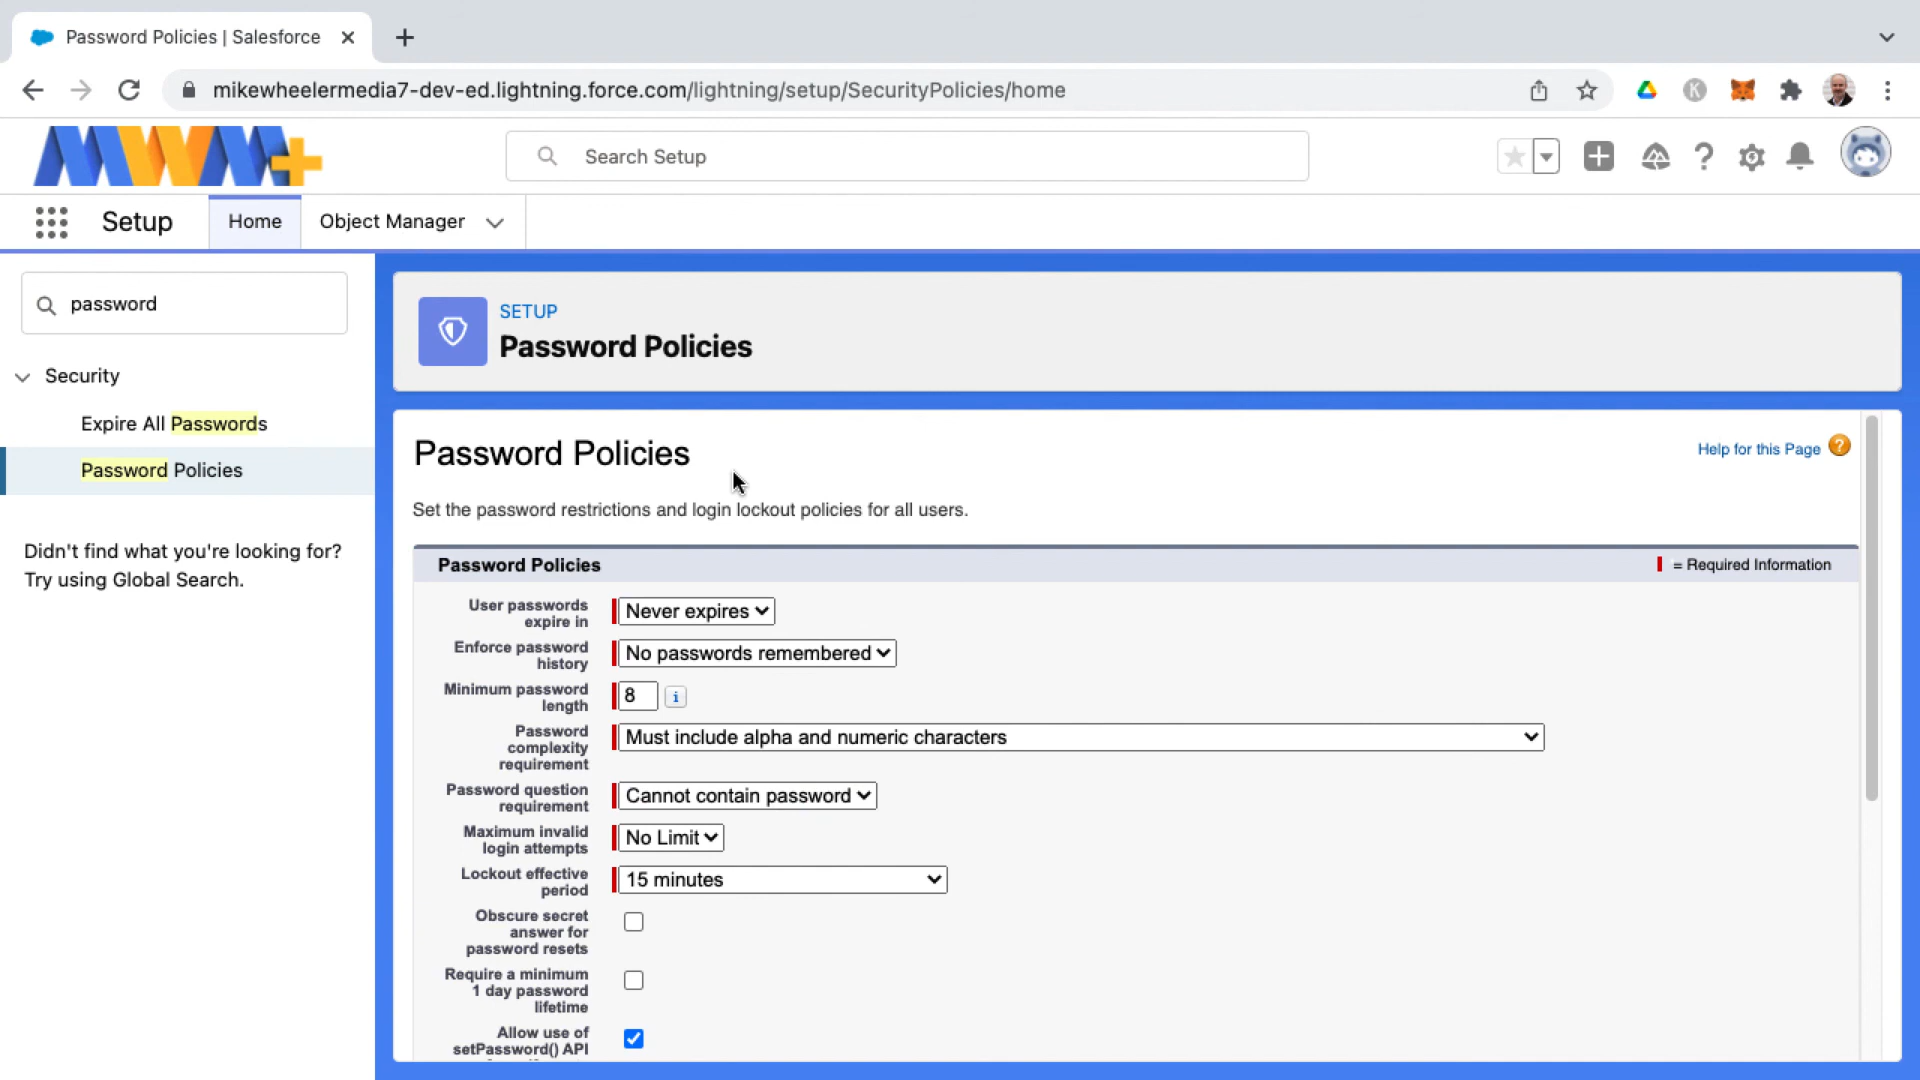 Password Policies | Salesforce
mikewheelermedia7-dev-ed.lightning.force.com/lightning/setup/SecurityPolicies/home
K
MWM+
Search Setup
Setup
Home
Object Manager
password
Security
Expire All Passwords
Password Policies
Didn't find what you're looking for?
Try using Global Search.
SETUP
Password Policies
Password Policies
Help for this Page ?
Set the password restrictions and login lockout policies for all users.
Password Policies
= Required Information
User passwords
expire in
Never expires
Enforce password
history
No passwords remembered
Minimum password
length
8
i
Password
complexity
requirement
Must include alpha and numeric characters
Password question
requirement
Cannot contain password
Maximum invalid
login attempts
No Limit
Lockout effective
period
15 minutes
Obscure secret
answer for
password resets
Require a minimum
1 day password
lifetime
Allow use of
setPassword() API